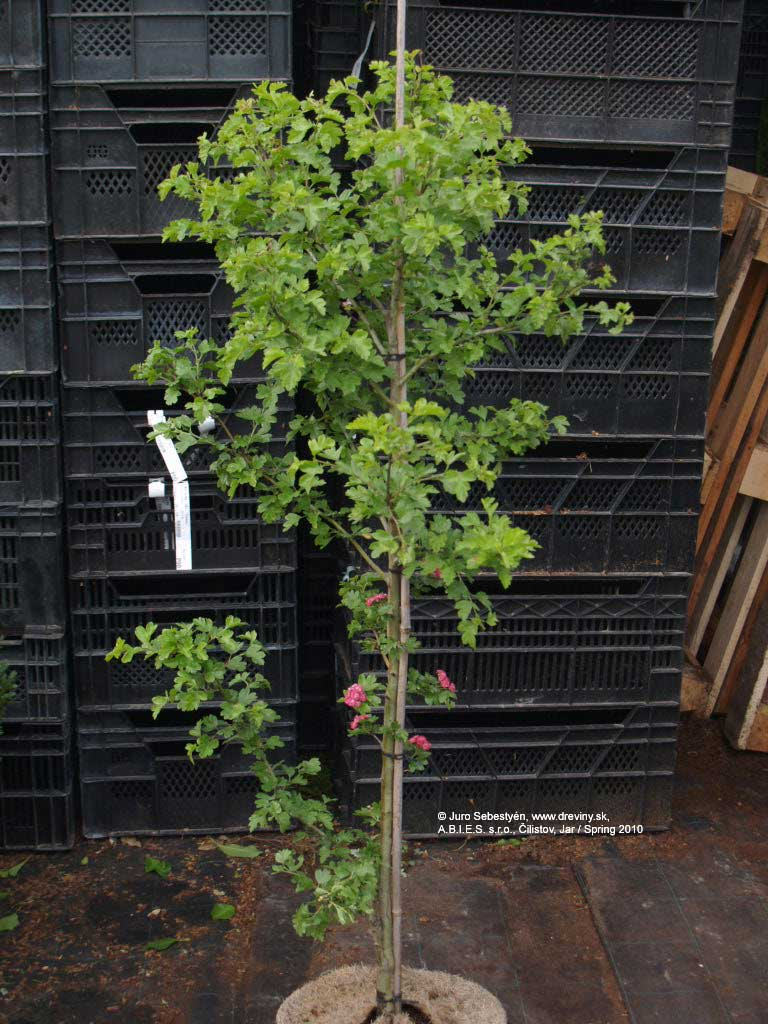 © Juro Sebestyén, www.dreviny.sk,
A.B.I.E.S. s.r.o., Čilistov, Jar / Spring 2010